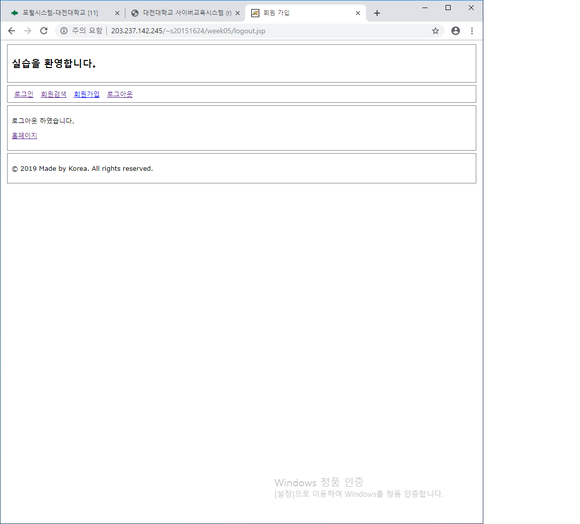 포털시스템-대전대학교 [11]
대전대학교 사이버교육시스템 (r)
회원 가입
주의 요함 | 203.237.142.245/~s20151624/week05/logout.jsp
실습을 환영합니다.
로그인 회원검색 회원가입 로그아웃
로그아웃 하였습니다.
홈페이지
© 2019 Made by Korea. All rights reserved.
Windows 정품 인증
[설정]으로 이동하여 Windows를 정품 인증합니다.